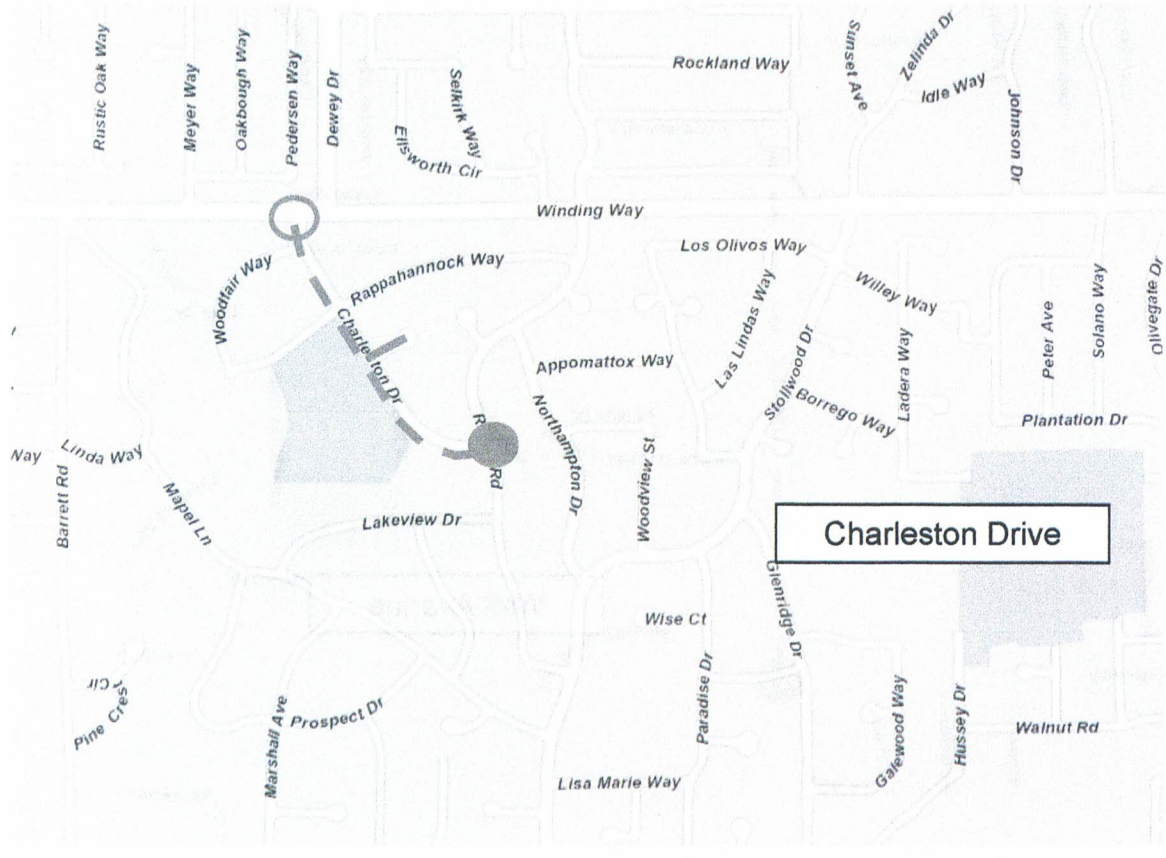 Rustic Oak Way
Meyer Way
Oakbough Way
Pedersen Way
Dewey Dr
Selkirk Way
Ellsworth Cir
Rockland Way
Sunset Ave
Zelinda Dr
Idle Way
Johnson Dr
Winding Way
Los Olivos Way
Woodfair Way
Rappahannock Way
Charleston Dr
Willey Way
Las Lindas Way
Stollwood Dr
Ladera Way
Peter Ave
Solano Way
Olivegate Dr
Appomattox Way
Borrego Way
Northampton Dr
Plantation Dr
Way
Linda Way
Barrett Rd
Mapel Ln
Rd
Woodview St
Lakeview Dr
Charleston Drive
Glenridge Dr
Wise Ct
Paradise Dr
Pine Crest Cir
Marshall Ave
Prospect Dr
Galewood Way
Hussey Dr
Walnut Rd
Lisa Marie Way